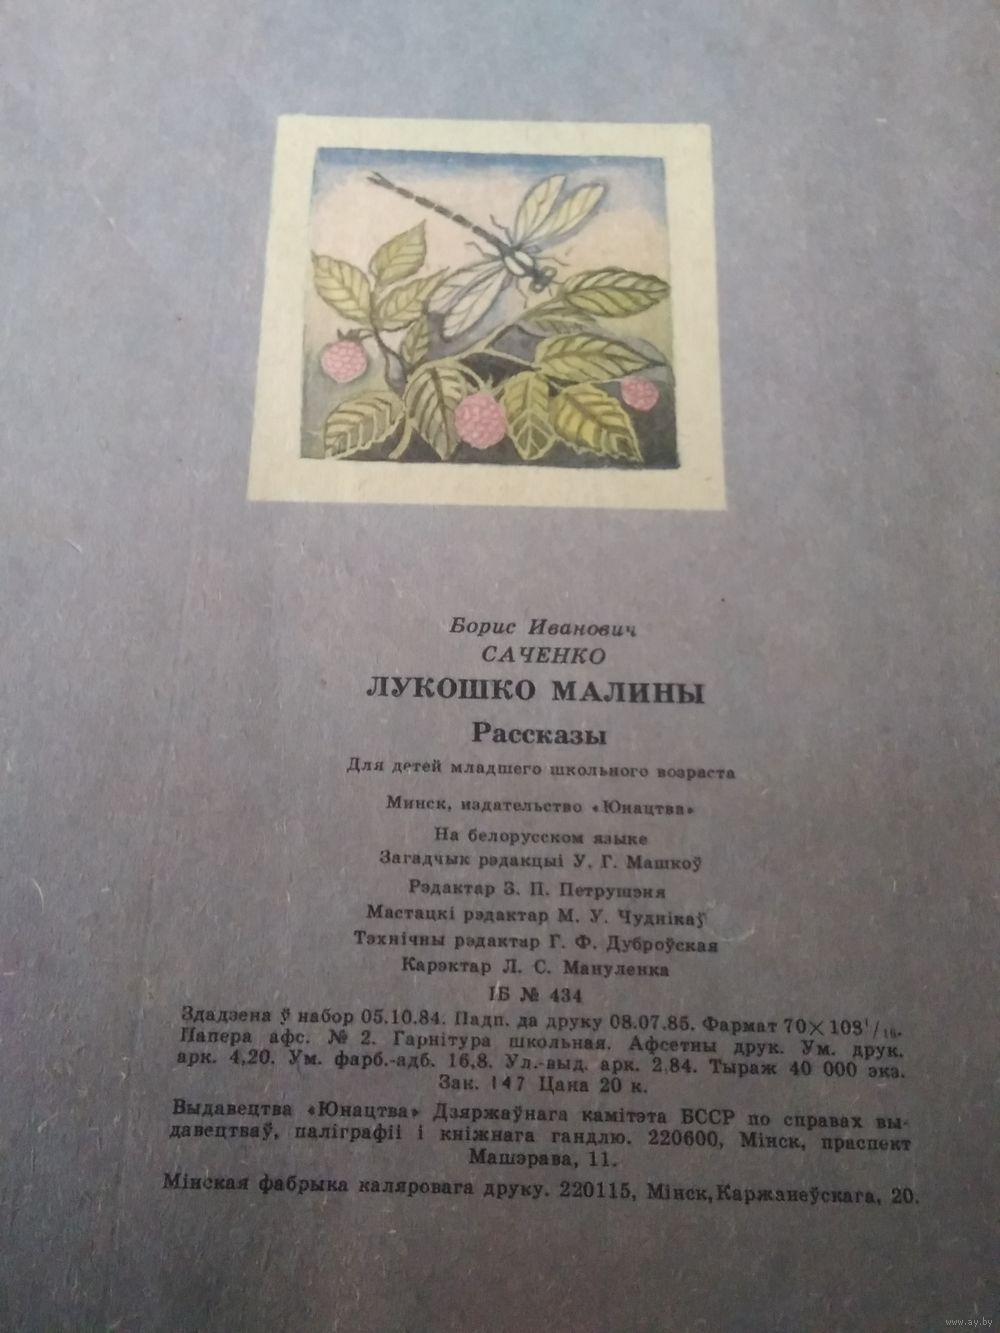 Борис Иванович
САЧЕНКО
ЛУКОШКО МАЛИНЫ
Рассказы
Для детей младшего школьного возраста
Минск, издательство «Юнацтва»
На белорусском языке
Загадчык рэдакцыі У. Г. Машкоў
Рэдактар З. П. Петрушэня
Мастацкі рэдактар М. У. Чуднікаў
Тэхнічны рэдактар Г. Ф. Дуброўская
Карэктар Л. С. Мануленка
ІБ № 434
Здадзена ў набор 05.10.84. Падп. да друку 08.07.85. Фармат 70×108¹/₁₆.
Папера афс. № 2. Гарнітура школьная. Афсетны друк. Ум. друк.
арк. 4,20. Ум. фарб.-адб. 16,8. Ул.-выд. арк. 2,84. Тыраж 40 000 экз.
Зак. 147 Цана 20 к.
Выдавецтва «Юнацтва» Дзяржаўнага камітэта БССР по справах вы-
давецтваў, паліграфіі і кніжнага гандлю. 220600, Мінск, праспект
Машэрава, 11.
Мінская фабрыка каляровага друку. 220115, Мінск, Каржанеўскага, 20.
www.ay.by